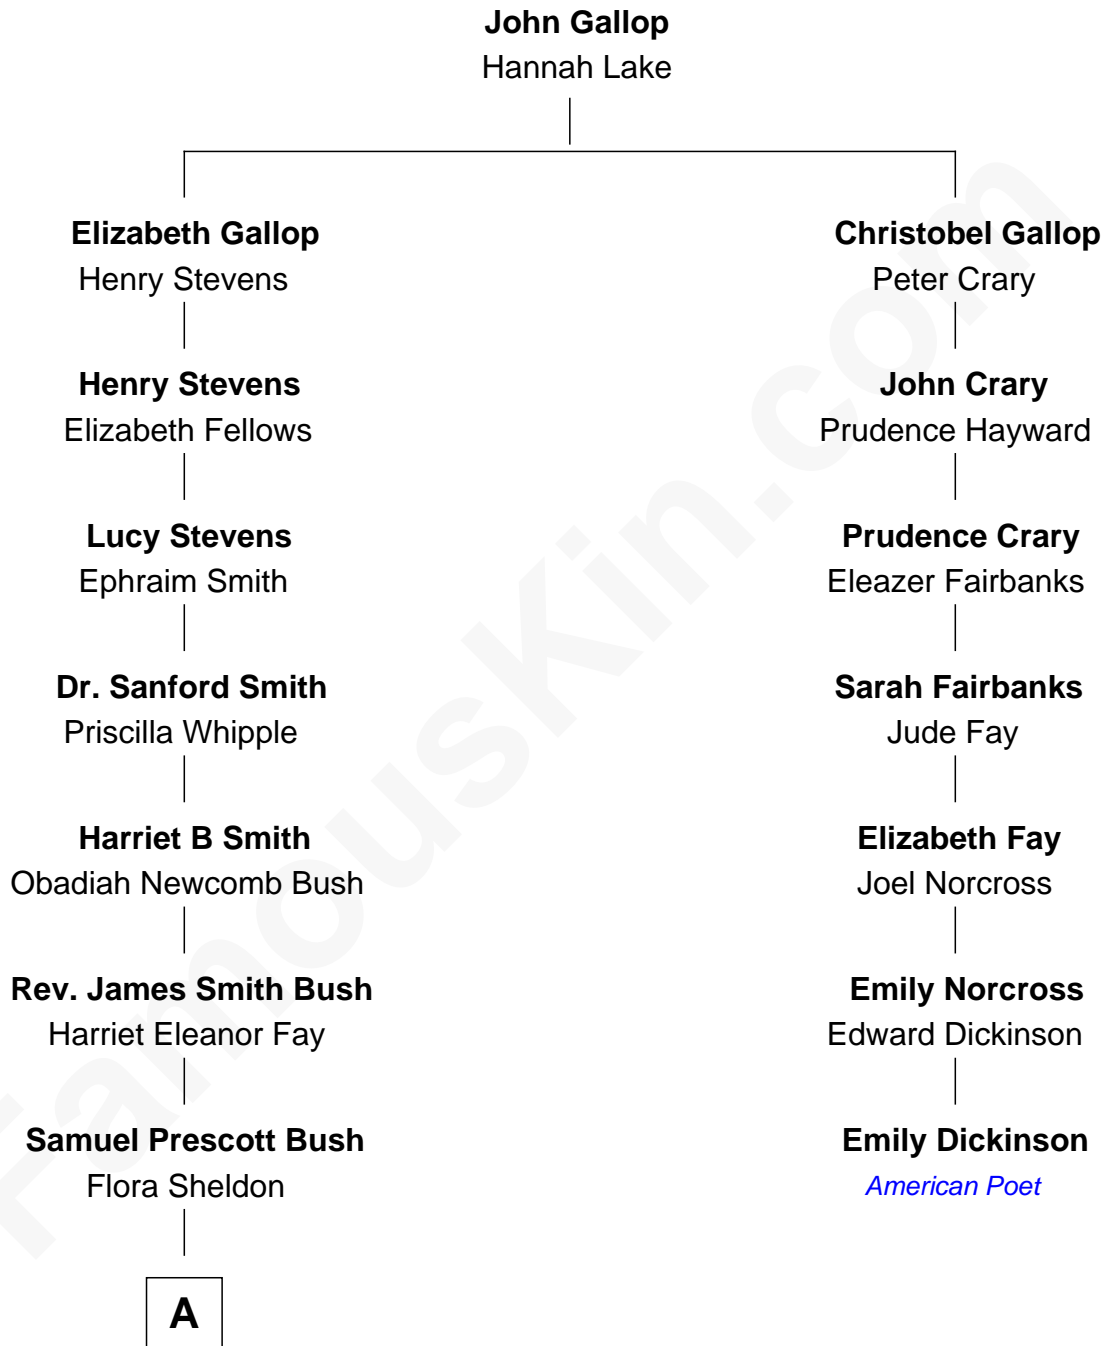 John Gallop
Hannah Lake
Elizabeth Gallop
Henry Stevens
Christobel Gallop
Peter Crary
Henry Stevens
Elizabeth Fellows
John Crary
Prudence Hayward
Lucy Stevens
Ephraim Smith
Prudence Crary
Eleazer Fairbanks
Dr. Sanford Smith
Priscilla Whipple
Sarah Fairbanks
Jude Fay
Harriet B Smith
Obadiah Newcomb Bush
Elizabeth Fay
Joel Norcross
Rev. James Smith Bush
Harriet Eleanor Fay
Emily Norcross
Edward Dickinson
Samuel Prescott Bush
Flora Sheldon
Emily Dickinson
American Poet
A
FamousKin.com